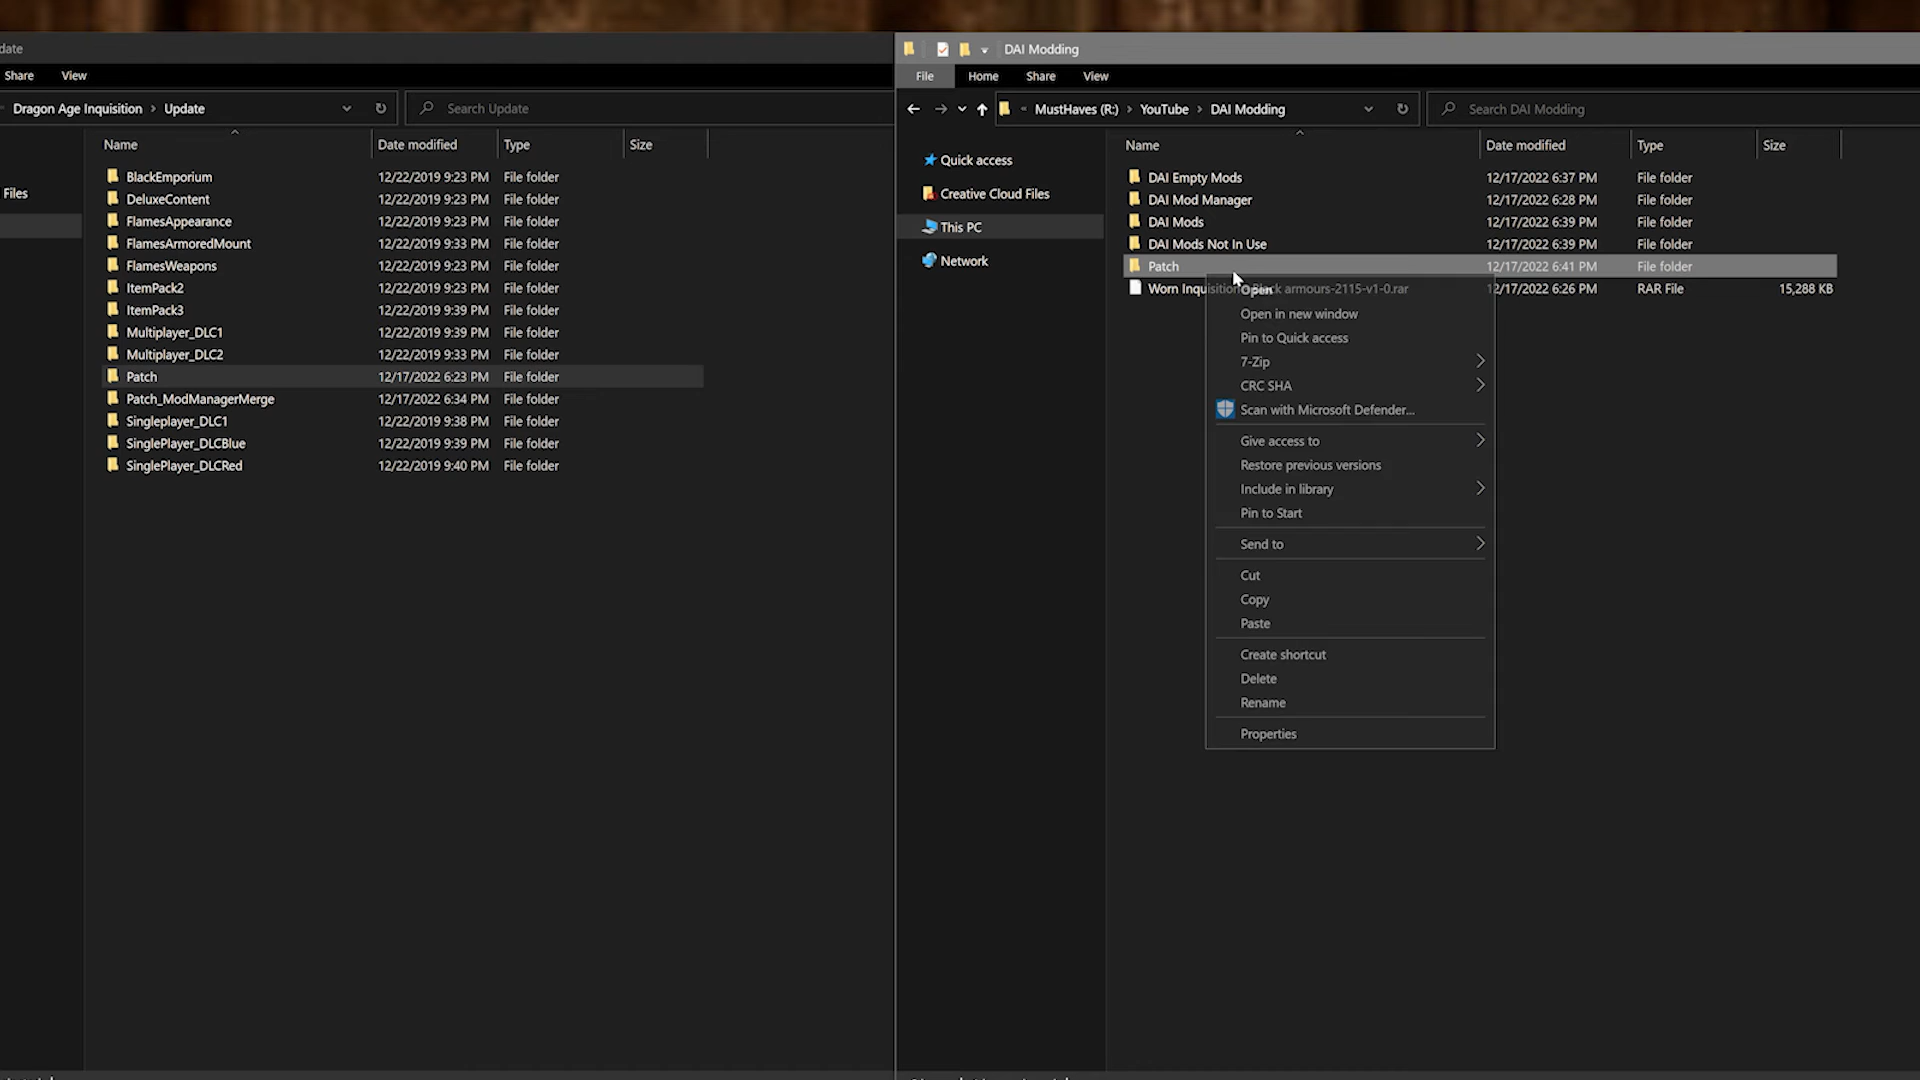 date
Share View
Dragon Age Inquisition › Update Search Update
Files
Name Date modified Type Size
BlackEmporium 12/22/2019 9:23 PM File folder
DeluxeContent 12/22/2019 9:23 PM File folder
FlamesAppearance 12/22/2019 9:23 PM File folder
FlamesArmoredMount 12/22/2019 9:33 PM File folder
FlamesWeapons 12/22/2019 9:23 PM File folder
ItemPack2 12/22/2019 9:23 PM File folder
ItemPack3 12/22/2019 9:39 PM File folder
Multiplayer_DLC1 12/22/2019 9:39 PM File folder
Multiplayer_DLC2 12/22/2019 9:33 PM File folder
Patch 12/17/2022 6:23 PM File folder
Patch_ModManagerMerge 12/17/2022 6:34 PM File folder
Singleplayer_DLC1 12/22/2019 9:38 PM File folder
SinglePlayer_DLCBlue 12/22/2019 9:39 PM File folder
SinglePlayer_DLCRed 12/22/2019 9:40 PM File folder
DAI Modding
File Home Share View
« MustHaves (R:) › YouTube › DAI Modding Search DAI Modding
Quick access
Creative Cloud Files
This PC
Network
Name Date modified Type Size
DAI Empty Mods 12/17/2022 6:37 PM File folder
DAI Mod Manager 12/17/2022 6:28 PM File folder
DAI Mods 12/17/2022 6:39 PM File folder
DAI Mods Not In Use 12/17/2022 6:39 PM File folder
Patch 12/17/2022 6:41 PM File folder
Worn Inquisition Black armours-2115-v1-0.rar 12/17/2022 6:26 PM RAR File 15,288 KB
Open
Open in new window
Pin to Quick access
7-Zip
CRC SHA
Scan with Microsoft Defender...
Give access to
Restore previous versions
Include in library
Pin to Start
Send to
Cut
Copy
Paste
Create shortcut
Delete
Rename
Properties